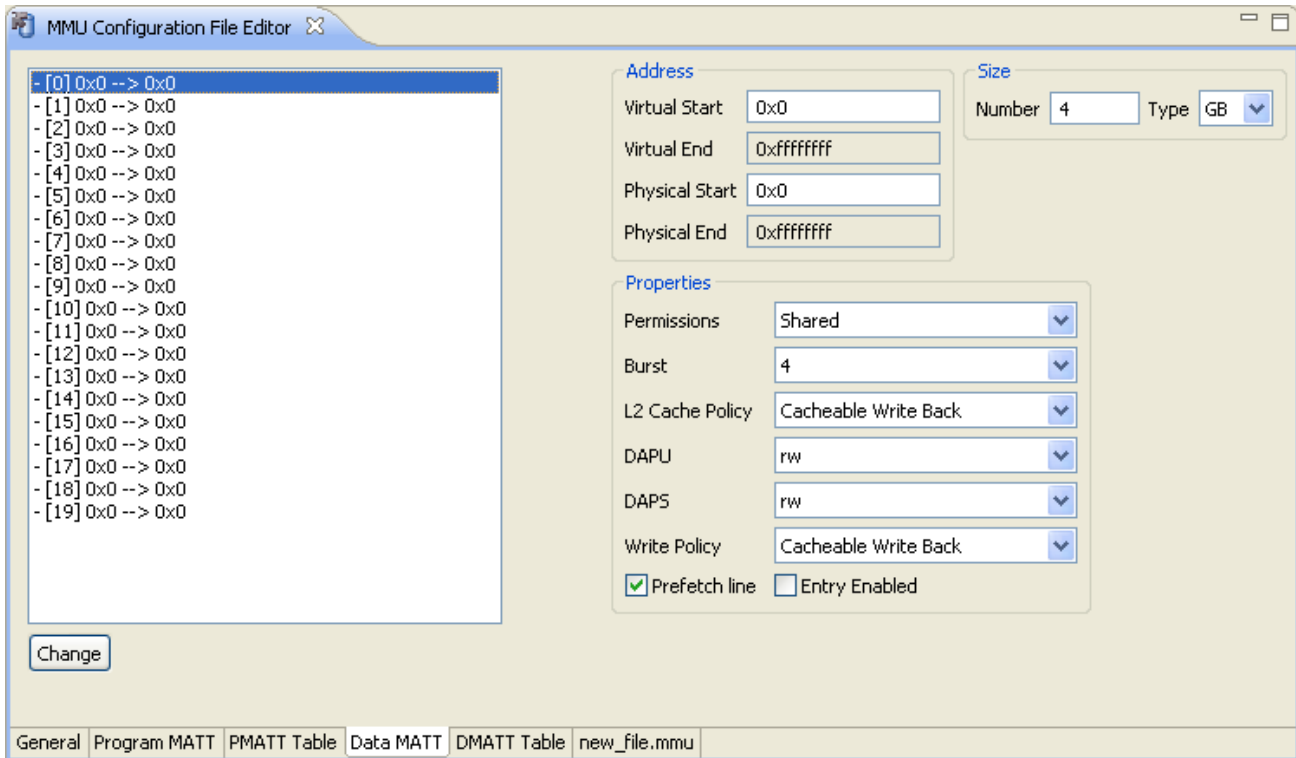 MMU Configuration File Editor
- [0] 0x0 --> 0x0
- [1] 0x0 --> 0x0
- [2] 0x0 --> 0x0
- [3] 0x0 --> 0x0
- [4] 0x0 --> 0x0
- [5] 0x0 --> 0x0
- [6] 0x0 --> 0x0
- [7] 0x0 --> 0x0
- [8] 0x0 --> 0x0
- [9] 0x0 --> 0x0
- [10] 0x0 --> 0x0
- [11] 0x0 --> 0x0
- [12] 0x0 --> 0x0
- [13] 0x0 --> 0x0
- [14] 0x0 --> 0x0
- [15] 0x0 --> 0x0
- [16] 0x0 --> 0x0
- [17] 0x0 --> 0x0
- [18] 0x0 --> 0x0
- [19] 0x0 --> 0x0
Change
Address
Virtual Start 0x0
Virtual End 0xffffffff
Physical Start 0x0
Physical End 0xffffffff
Size
Number 4 Type GB
Properties
Permissions Shared
Burst 4
L2 Cache Policy Cacheable Write Back
DAPU rw
DAPS rw
Write Policy Cacheable Write Back
Prefetch line Entry Enabled
General Program MATT PMATT Table Data MATT DMATT Table new_file.mmu